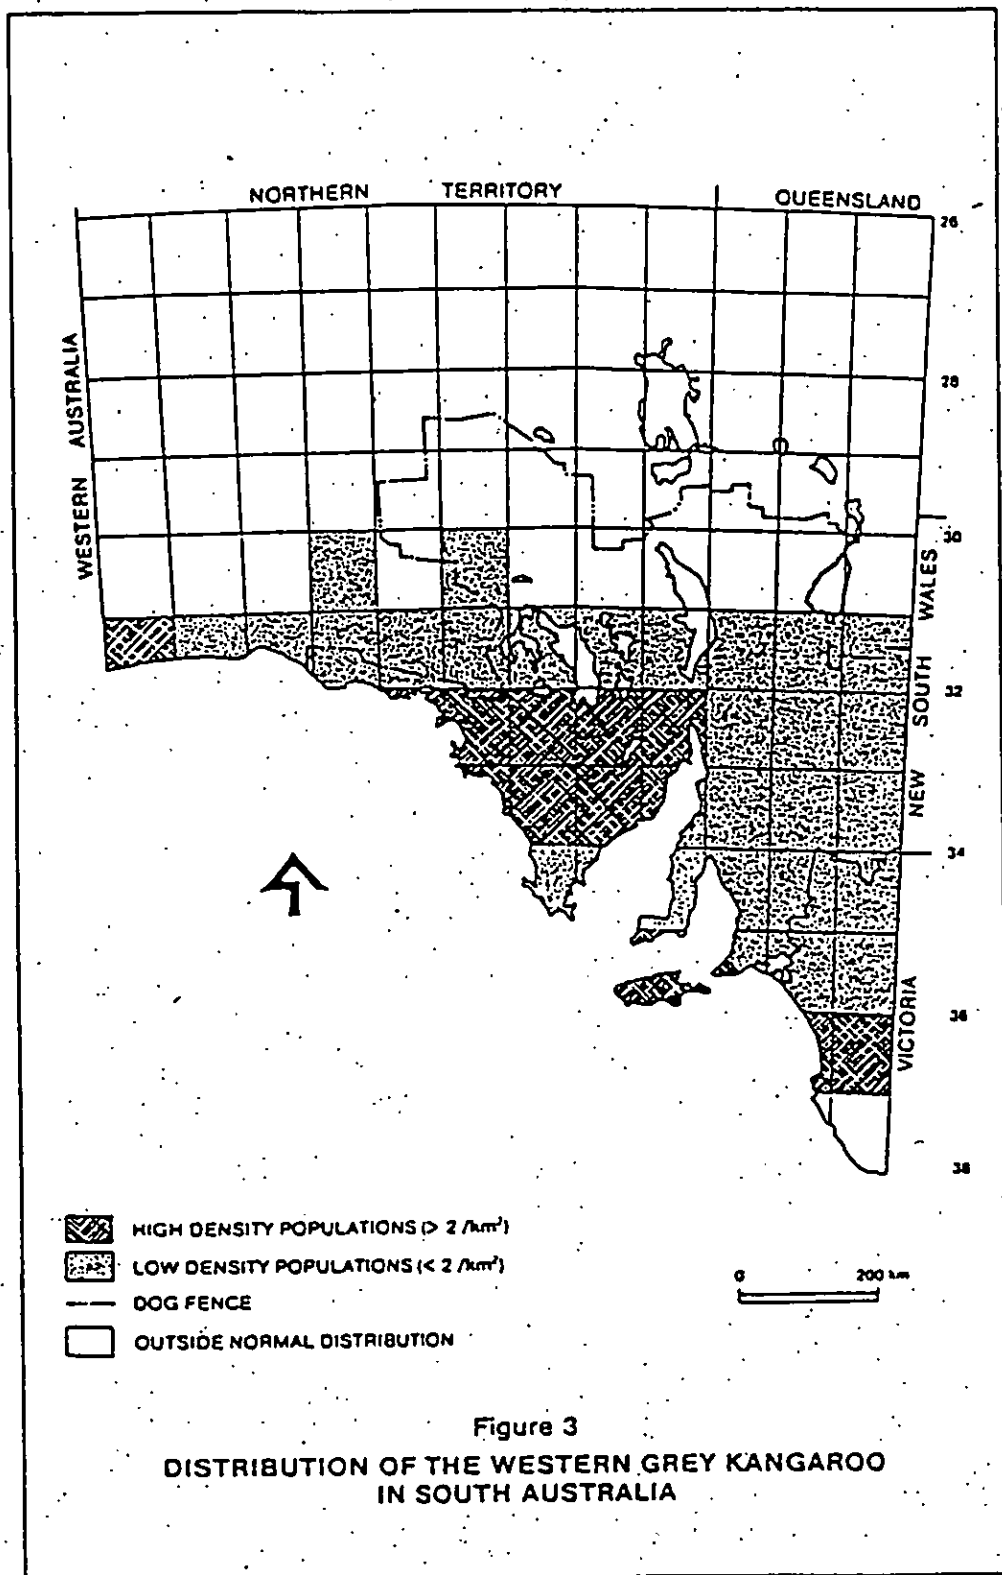 NORTHERN TERRITORY QUEENSLAND
26
WESTERN AUSTRALIA
28
30
NEW SOUTH WALES
32
34
VICTORIA
36
38
HIGH DENSITY POPULATIONS (> 2 /km²)
LOW DENSITY POPULATIONS (< 2 /km²)
DOG FENCE
OUTSIDE NORMAL DISTRIBUTION
0 200 km
Figure 3
DISTRIBUTION OF THE WESTERN GREY KANGAROO
IN SOUTH AUSTRALIA